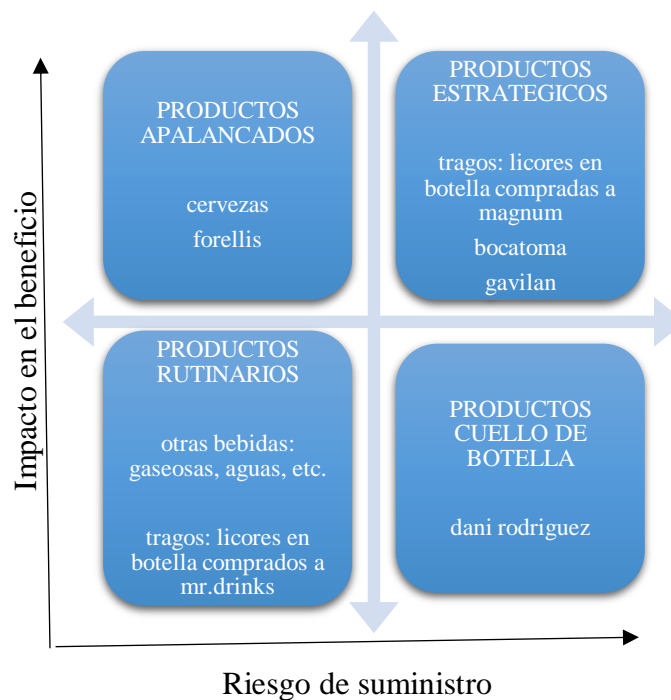 Impacto en el beneficio
PRODUCTOS
APALANCADOS
cervezas
forellis
PRODUCTOS
ESTRATEGICOS
tragos: licores en
botella compradas a
magnum
bocatoma
gavilan
PRODUCTOS
RUTINARIOS
otras bebidas:
gaseosas, aguas, etc.
tragos: licores en
botella comprados a
mr.drinks
PRODUCTOS
CUELLO DE
BOTELLA
dani rodriguez
Riesgo de suministro